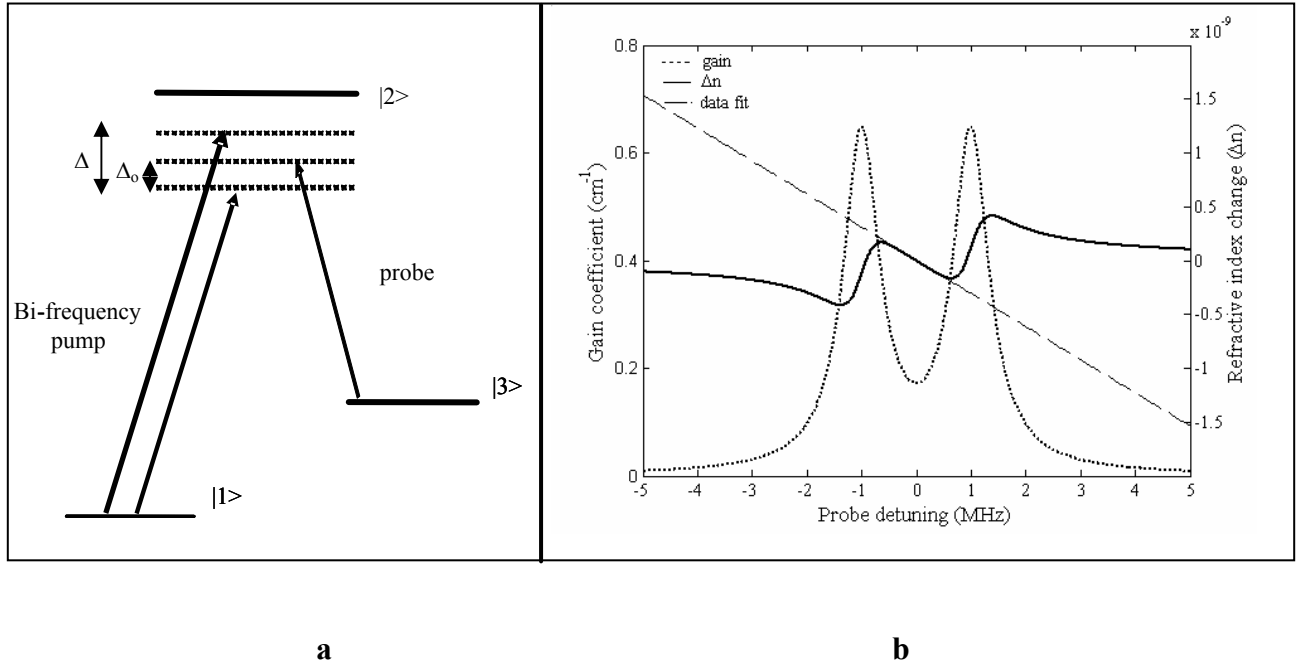 |2>
Δ
Δo
probe
Bi-frequency
pump
|3>
|1>
x 10-9
0.8
0.6
0.4
0.2
0
gain
Δn
data fit
1.5
1
0.5
0
-0.5
-1
-1.5
Gain coefficient (cm-1)
Refractive index change (Δn)
-5 -4 -3 -2 -1 0 1 2 3 4 5
Probe detuning (MHz)
a b